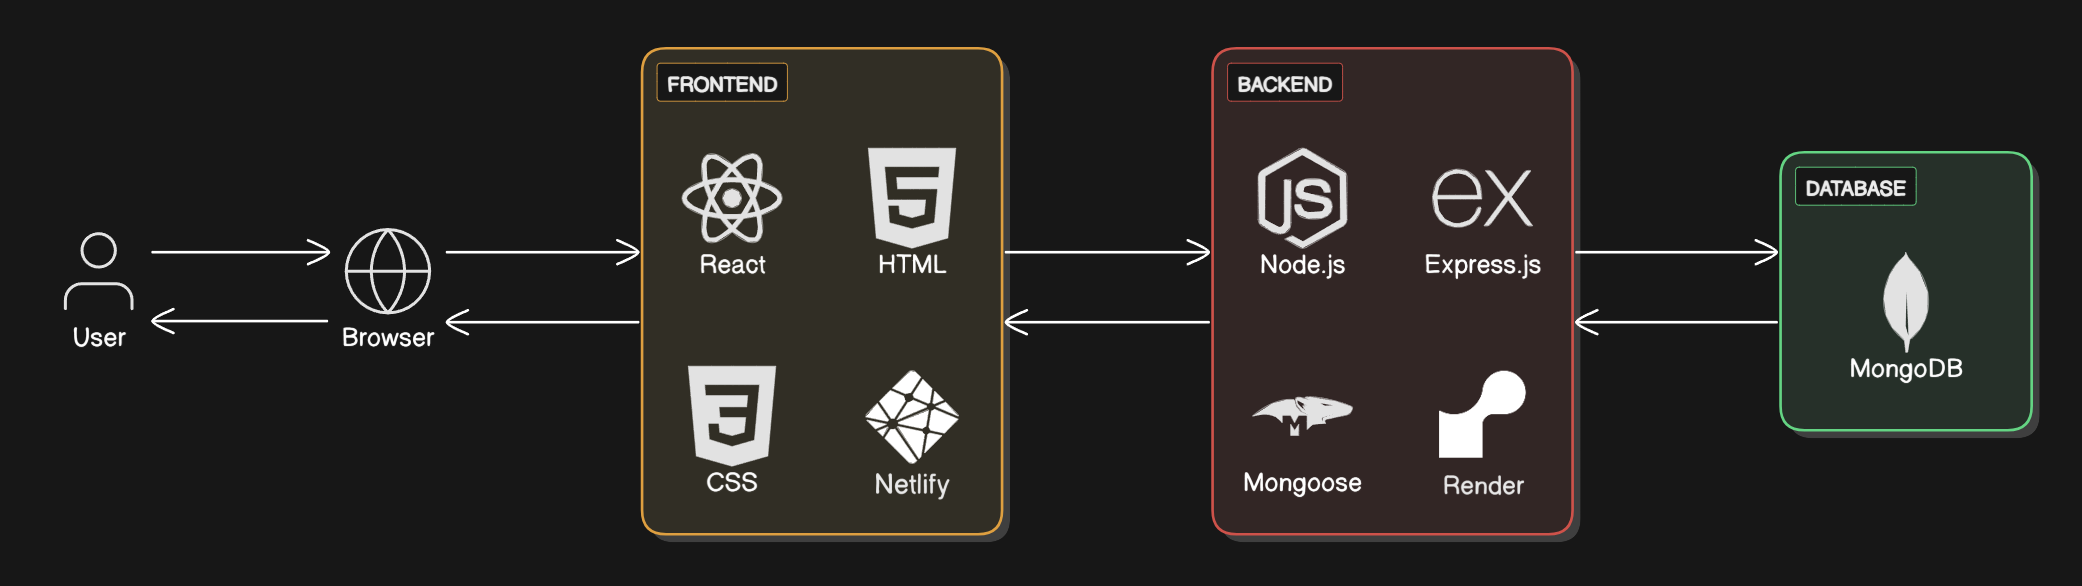 FRONTEND
BACKEND
DATABASE
JS
ex
React
HTML
Node.js
Express.js
User
Browser
MongoDB
M
CSS
Netlify
Mongoose
Render